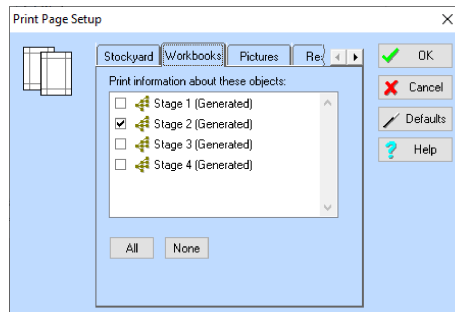 Print Page Setup
Stockyard Workbooks Pictures
Print information about these objects:
Stage 1 (Generated)
Stage 2 (Generated)
Stage 3 (Generated)
Stage 4 (Generated)
All None
OK
Cancel
Defaults
Help